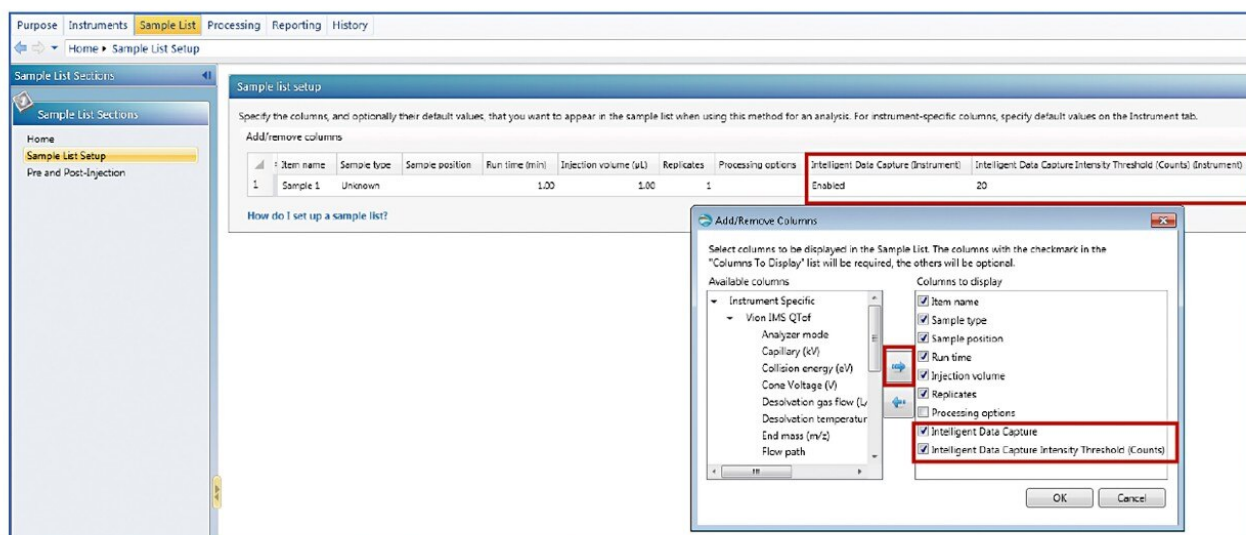 Purpose Instruments Sample List Processing Reporting History
Home ▸ Sample List Setup
Sample List Sections
Sample List Sections
Home
Sample List Setup
Pre and Post-Injection
Sample list setup
Specify the columns, and optionally their default values, that you want to appear in the sample list when using this method for an analysis. For instrument-specific columns, specify default values on the Instrument tab.
Add/remove columns
Item name Sample type Sample position Run time (min) Injection volume (µL) Replicates Processing options Intelligent Data Capture (Instrument) Intelligent Data Capture Intensity Threshold (Counts) (Instrument)
1 Sample 1 Unknown 1.00 1.00 1 Enabled 20
How do I set up a sample list?
Add/Remove Columns
Select columns to be displayed in the Sample List. The columns with the checkmark in the
"Columns To Display" list will be required, the others will be optional.
Available columns
Instrument Specific
Vion IMS QTof
Analyzer mode
Capillary (kV)
Collision energy (eV)
Cone Voltage (V)
Desolvation gas flow (L/
Desolvation temperatur
End mass (m/z)
Flow path
Columns to display
Item name
Sample type
Sample position
Run time
Injection volume
Replicates
Processing options
Intelligent Data Capture
Intelligent Data Capture Intensity Threshold (Counts)
OK Cancel